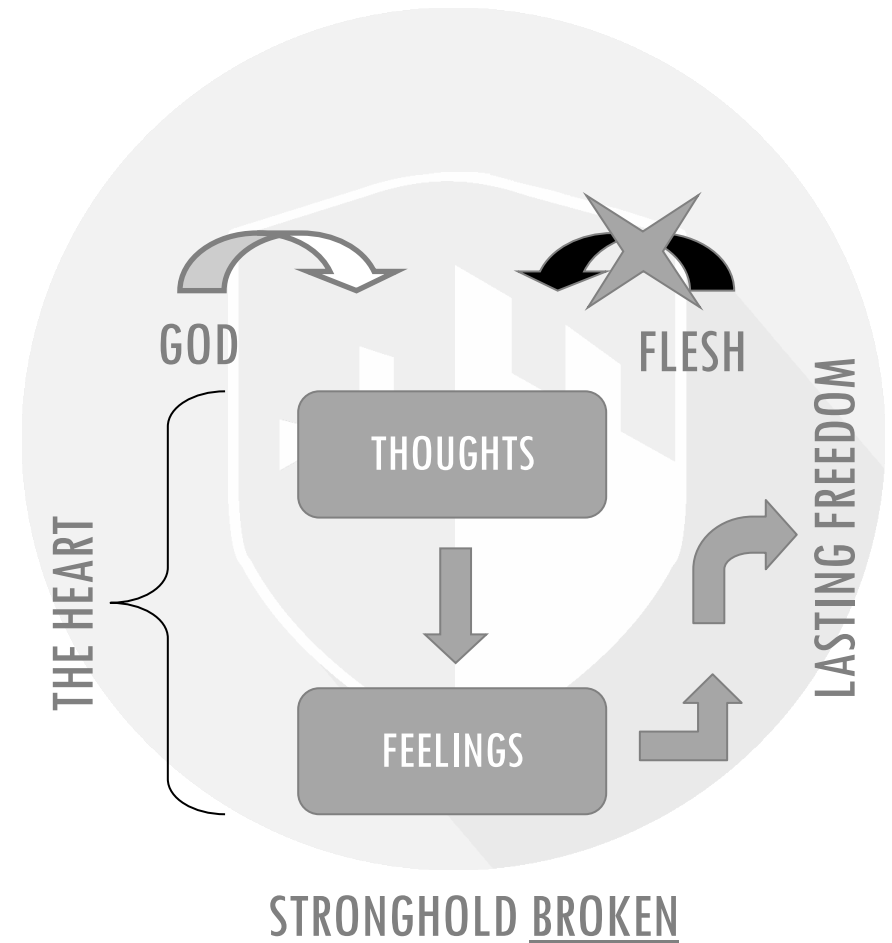 GOD
FLESH
THOUGHTS
THE HEART
LASTING FREEDOM
FEELINGS
STRONGHOLD BROKEN